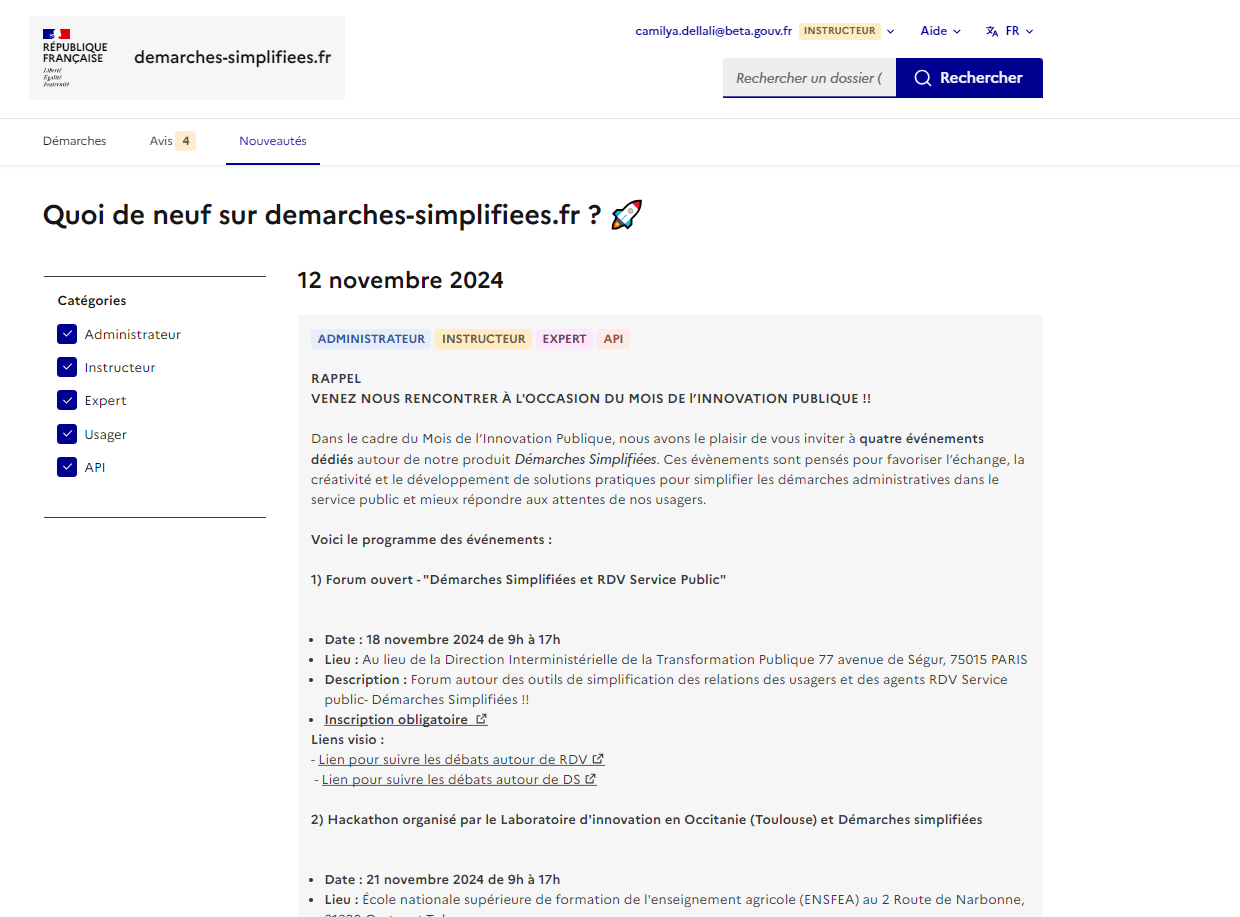 RÉPUBLIQUE
FRANÇAISE
Liberté
Égalité
Fraternité
demarches-simplifiees.fr
camilya.dellali@beta.gouv.fr INSTRUCTEUR
Aide
FR
Rechercher un dossier (
Rechercher
Démarches
Avis 4
Nouveautés
Quoi de neuf sur demarches-simplifiees.fr ? 🚀
Catégories
Administrateur
Instructeur
Expert
Usager
API
12 novembre 2024
ADMINISTRATEUR INSTRUCTEUR EXPERT API
RAPPEL
VENEZ NOUS RENCONTRER À L'OCCASION DU MOIS DE l’INNOVATION PUBLIQUE !!
Dans le cadre du Mois de l’Innovation Publique, nous avons le plaisir de vous inviter à quatre événements
dédiés autour de notre produit Démarches Simplifiées. Ces évènements sont pensés pour favoriser l’échange, la
créativité et le développement de solutions pratiques pour simplifier les démarches administratives dans le
service public et mieux répondre aux attentes de nos usagers.
Voici le programme des événements :
1) Forum ouvert - "Démarches Simplifiées et RDV Service Public"
• Date : 18 novembre 2024 de 9h à 17h
• Lieu : Au lieu de la Direction Interministérielle de la Transformation Publique 77 avenue de Ségur, 75015 PARIS
• Description : Forum autour des outils de simplification des relations des usagers et des agents RDV Service
public- Démarches Simplifiées !!
• Inscription obligatoire
Liens visio :
- Lien pour suivre les débats autour de RDV
- Lien pour suivre les débats autour de DS
2) Hackathon organisé par le Laboratoire d'innovation en Occitanie (Toulouse) et Démarches simplifiées
• Date : 21 novembre 2024 de 9h à 17h
• Lieu : École nationale supérieure de formation de l'enseignement agricole (ENSFEA) au 2 Route de Narbonne,